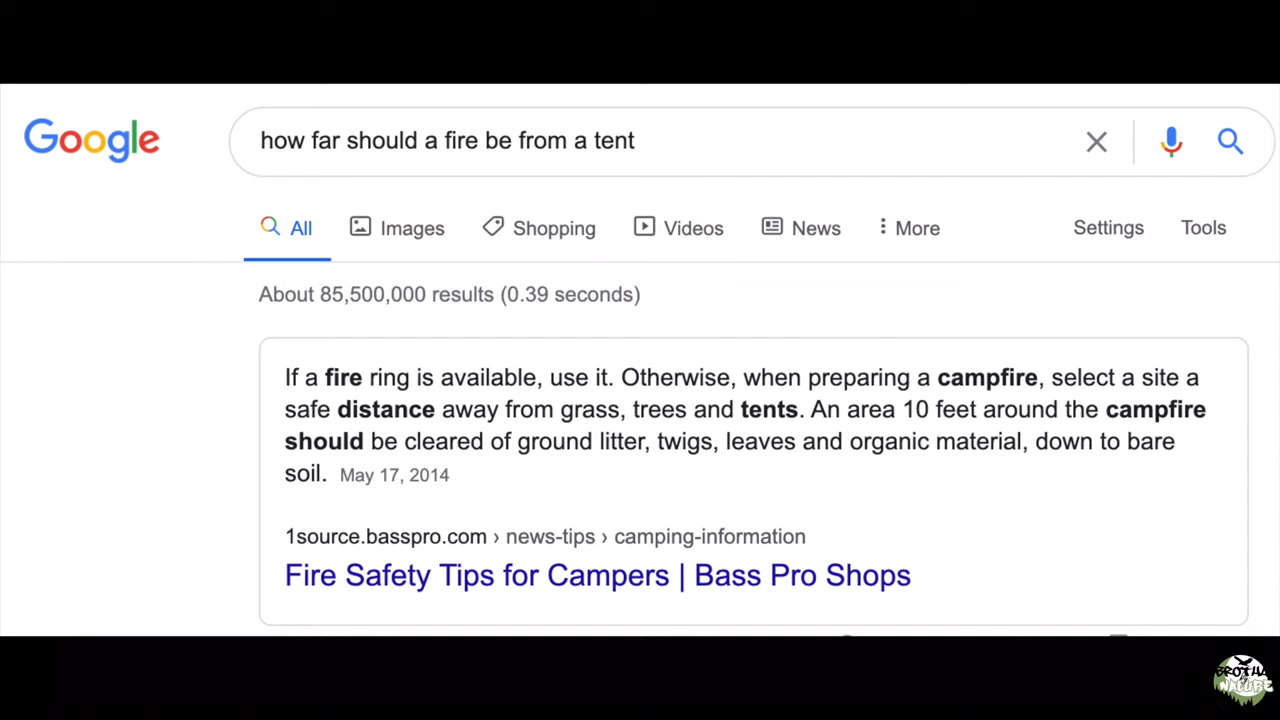 Google
how far should a fire be from a tent
All Images Shopping Videos News More Settings Tools
About 85,500,000 results (0.39 seconds)
If a fire ring is available, use it. Otherwise, when preparing a campfire, select a site a
safe distance away from grass, trees and tents. An area 10 feet around the campfire
should be cleared of ground litter, twigs, leaves and organic material, down to bare
soil. May 17, 2014
1source.basspro.com › news-tips › camping-information
Fire Safety Tips for Campers | Bass Pro Shops
NATURE